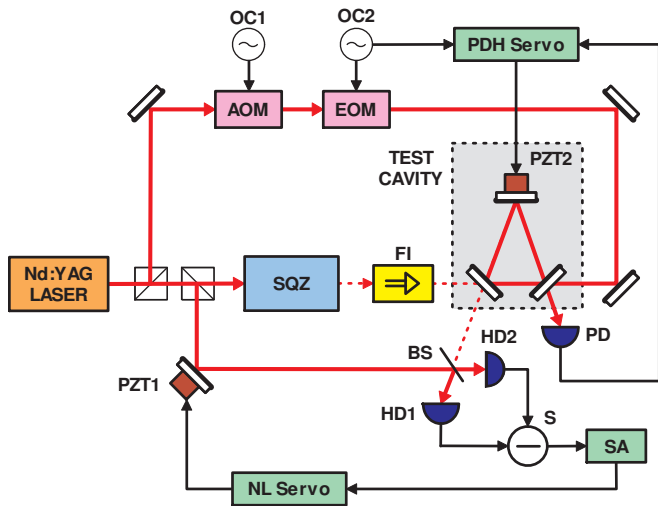 OC1
OC2
PDH Servo
AOM
EOM
TEST
CAVITY
PZT2
Nd:YAG
LASER
SQZ
FI
PD
BS
HD2
PZT1
HD1
S
SA
NL Servo